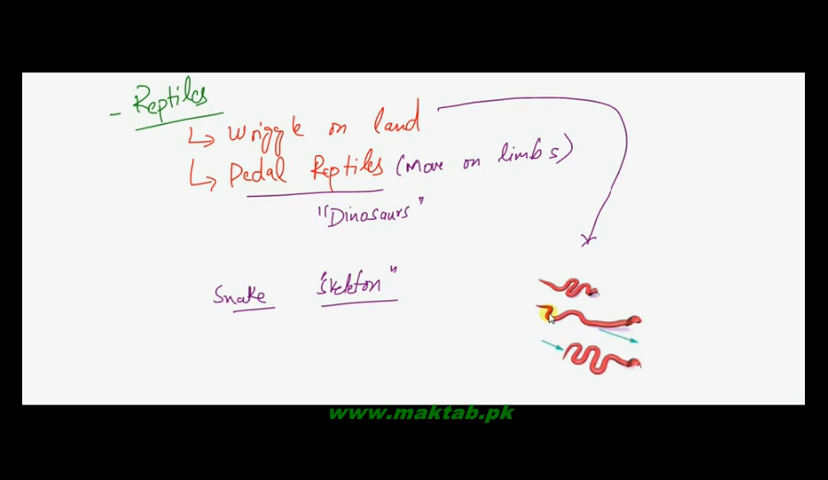 - Reptiles
↳ Wriggle on land
↳ Pedal Reptiles (Move on limbs)
"Dinosaurs"
Snake "Skeleton"
www.maktab.pk